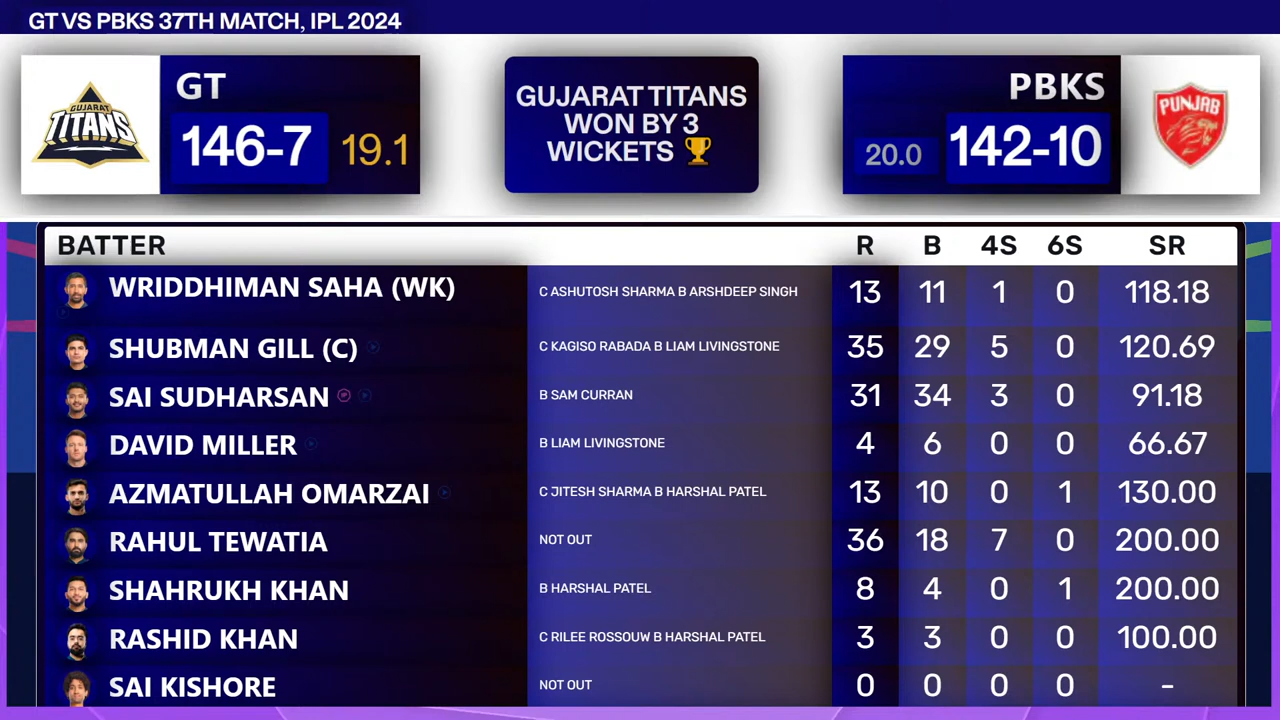 GT VS PBKS 37TH MATCH, IPL 2024
GUJARAT
TITANS
GT
146-7 19.1
GUJARAT TITANS
WON BY 3
WICKETS 🏆
PBKS
20.0 142-10
PUNJAB
BATTER R B 4S 6S SR
WRIDDHIMAN SAHA (WK) C ASHUTOSH SHARMA B ARSHDEEP SINGH 13 11 1 0 118.18
SHUBMAN GILL (C) C KAGISO RABADA B LIAM LIVINGSTONE 35 29 5 0 120.69
SAI SUDHARSAN B SAM CURRAN 31 34 3 0 91.18
DAVID MILLER B LIAM LIVINGSTONE 4 6 0 0 66.67
AZMATULLAH OMARZAI C JITESH SHARMA B HARSHAL PATEL 13 10 0 1 130.00
RAHUL TEWATIA NOT OUT 36 18 7 0 200.00
SHAHRUKH KHAN B HARSHAL PATEL 8 4 0 1 200.00
RASHID KHAN C RILEE ROSSOUW B HARSHAL PATEL 3 3 0 0 100.00
SAI KISHORE NOT OUT 0 0 0 0 -